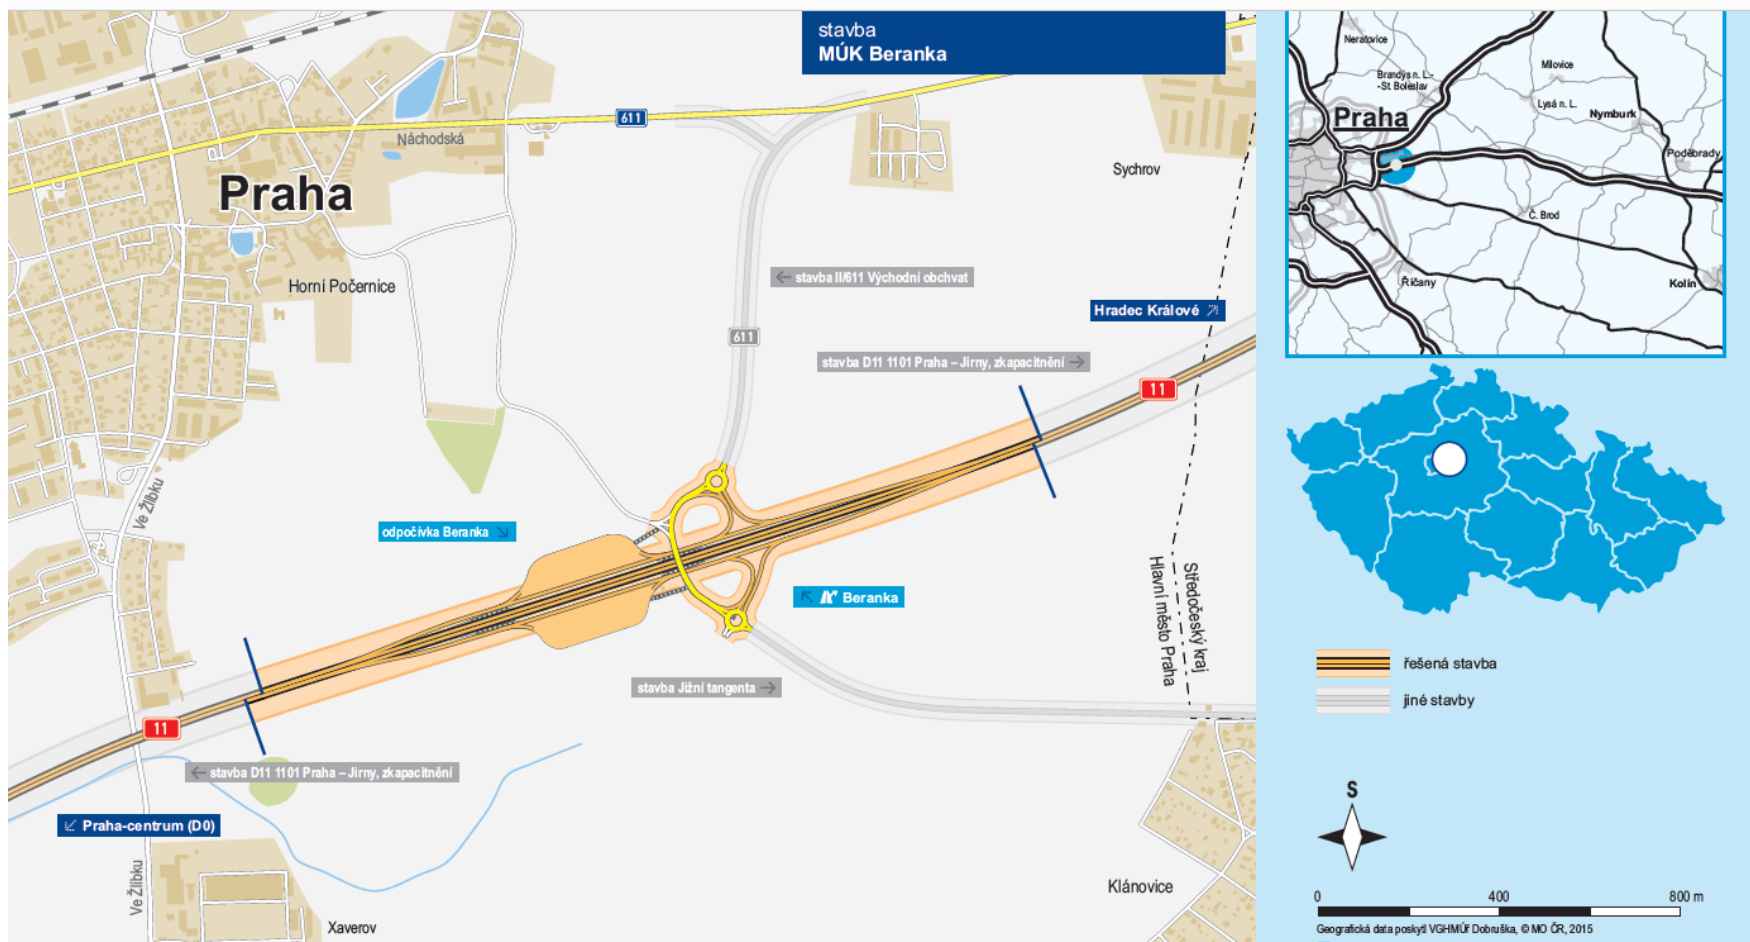 stavba
MÚK Beranka
611
Náchodská
Praha
Sychrov
Horní Počernice
stavba II/611 Východní obchvat
Hradec Králové
611
stavba D11 1101 Praha – Jirny, zkapacitnění
11
Ve Žlíbku
odpočívka Beranka
Beranka
Středočeský kraj
Hlavní město Praha
stavba Jižní tangenta
11
stavba D11 1101 Praha – Jirny, zkapacitnění
Praha-centrum (D0)
Ve Žlíbku
Klánovice
Xaverov
Neratovice
Brandýs n. L.-
-St. Boleslav
Milovice
Lysá n. L.
Nymburk
Praha
Poděbrady
Č. Brod
Říčany
Kolín
řešená stavba
jiné stavby
S
0 400 800 m
Geografická data poskytl VGHMÚř Dobruška, © MO ČR, 2015